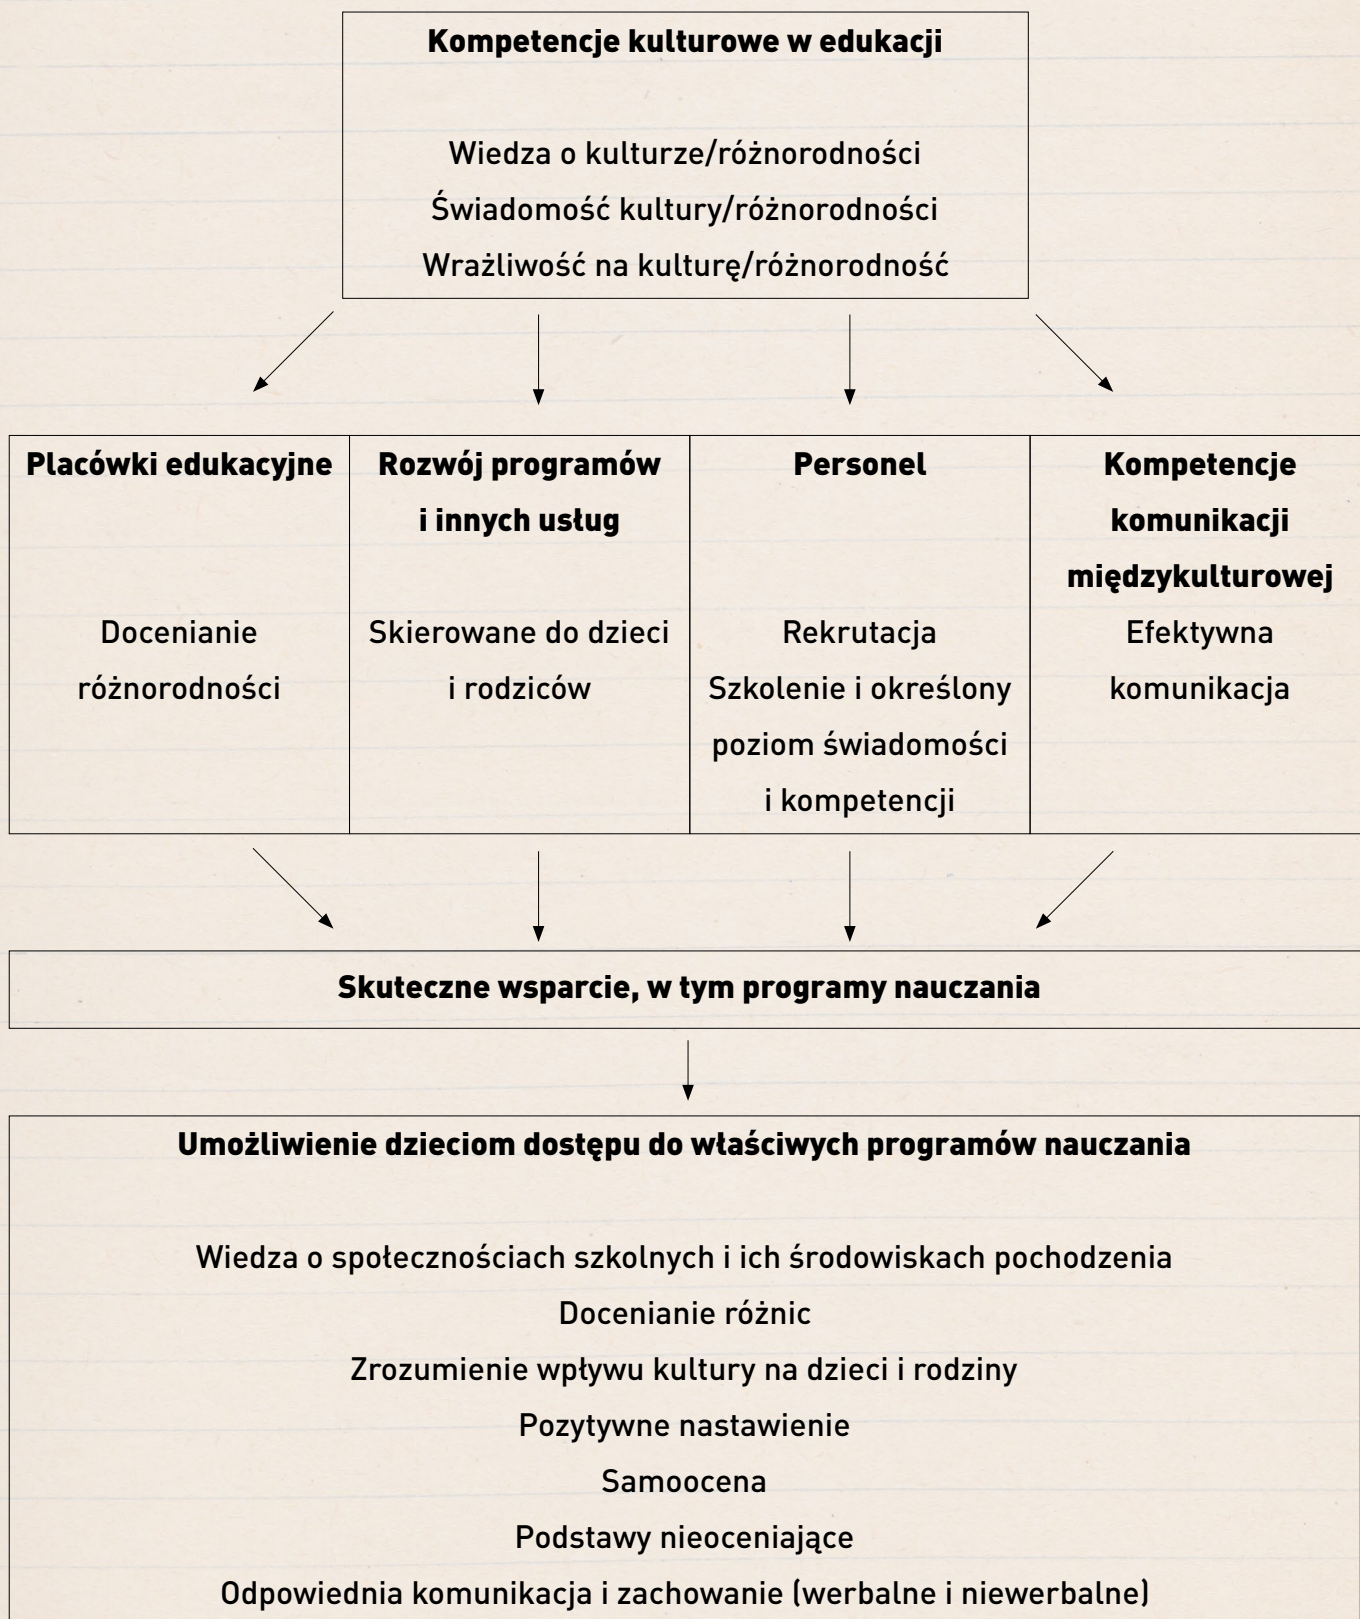 Kompetencje kulturowe w edukacji
Wiedza o kulturze/różnorodności
Świadomość kultury/różnorodności
Wrażliwość na kulturę/różnorodność
Placówki edukacyjne
Docenianie
różnorodności
Rozwój programów
i innych usług
Skierowane do dzieci
i rodziców
Personel
Rekrutacja
Szkolenie i określony
poziom świadomości
i kompetencji
Kompetencje
komunikacji
międzykulturowej
Efektywna
komunikacja
Skuteczne wsparcie, w tym programy nauczania
Umożliwienie dzieciom dostępu do właściwych programów nauczania
Wiedza o społecznościach szkolnych i ich środowiskach pochodzenia
Docenianie różnic
Zrozumienie wpływu kultury na dzieci i rodziny
Pozytywne nastawienie
Samoocena
Podstawy nieoceniające
Odpowiednia komunikacja i zachowanie (werbalne i niewerbalne)